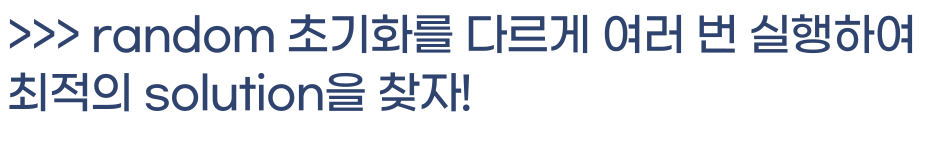 >>> random 초기화를 다르게 여러 번 실행하여
최적의 solution을 찾자!